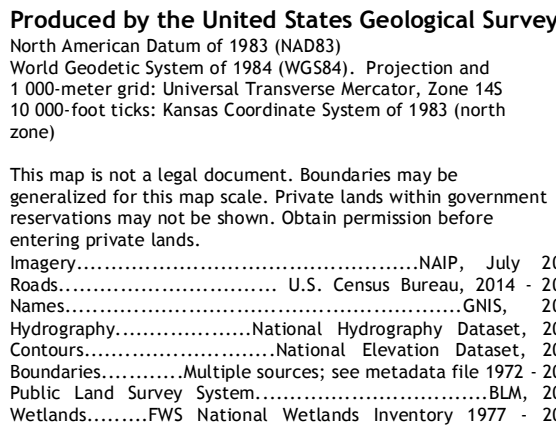 Produced by the United States Geological Survey
North American Datum of 1983 (NAD83)
World Geodetic System of 1984 (WGS84). Projection and
1 000-meter grid: Universal Transverse Mercator, Zone 14S
10 000-foot ticks: Kansas Coordinate System of 1983 (north
zone)
This map is not a legal document. Boundaries may be
generalized for this map scale. Private lands within government
reservations may not be shown. Obtain permission before
entering private lands.
Imagery....................................................NAIP, July
Roads................................. U.S. Census Bureau, 2014 -
Names............................................................GNIS,
Hydrography....................National Hydrography Dataset,
Contours.............................National Elevation Dataset,
Boundaries............Multiple sources; see metadata file 1972 -
Public Land Survey System...................................BLM,
Wetlands.........FWS National Wetlands Inventory 1977 -